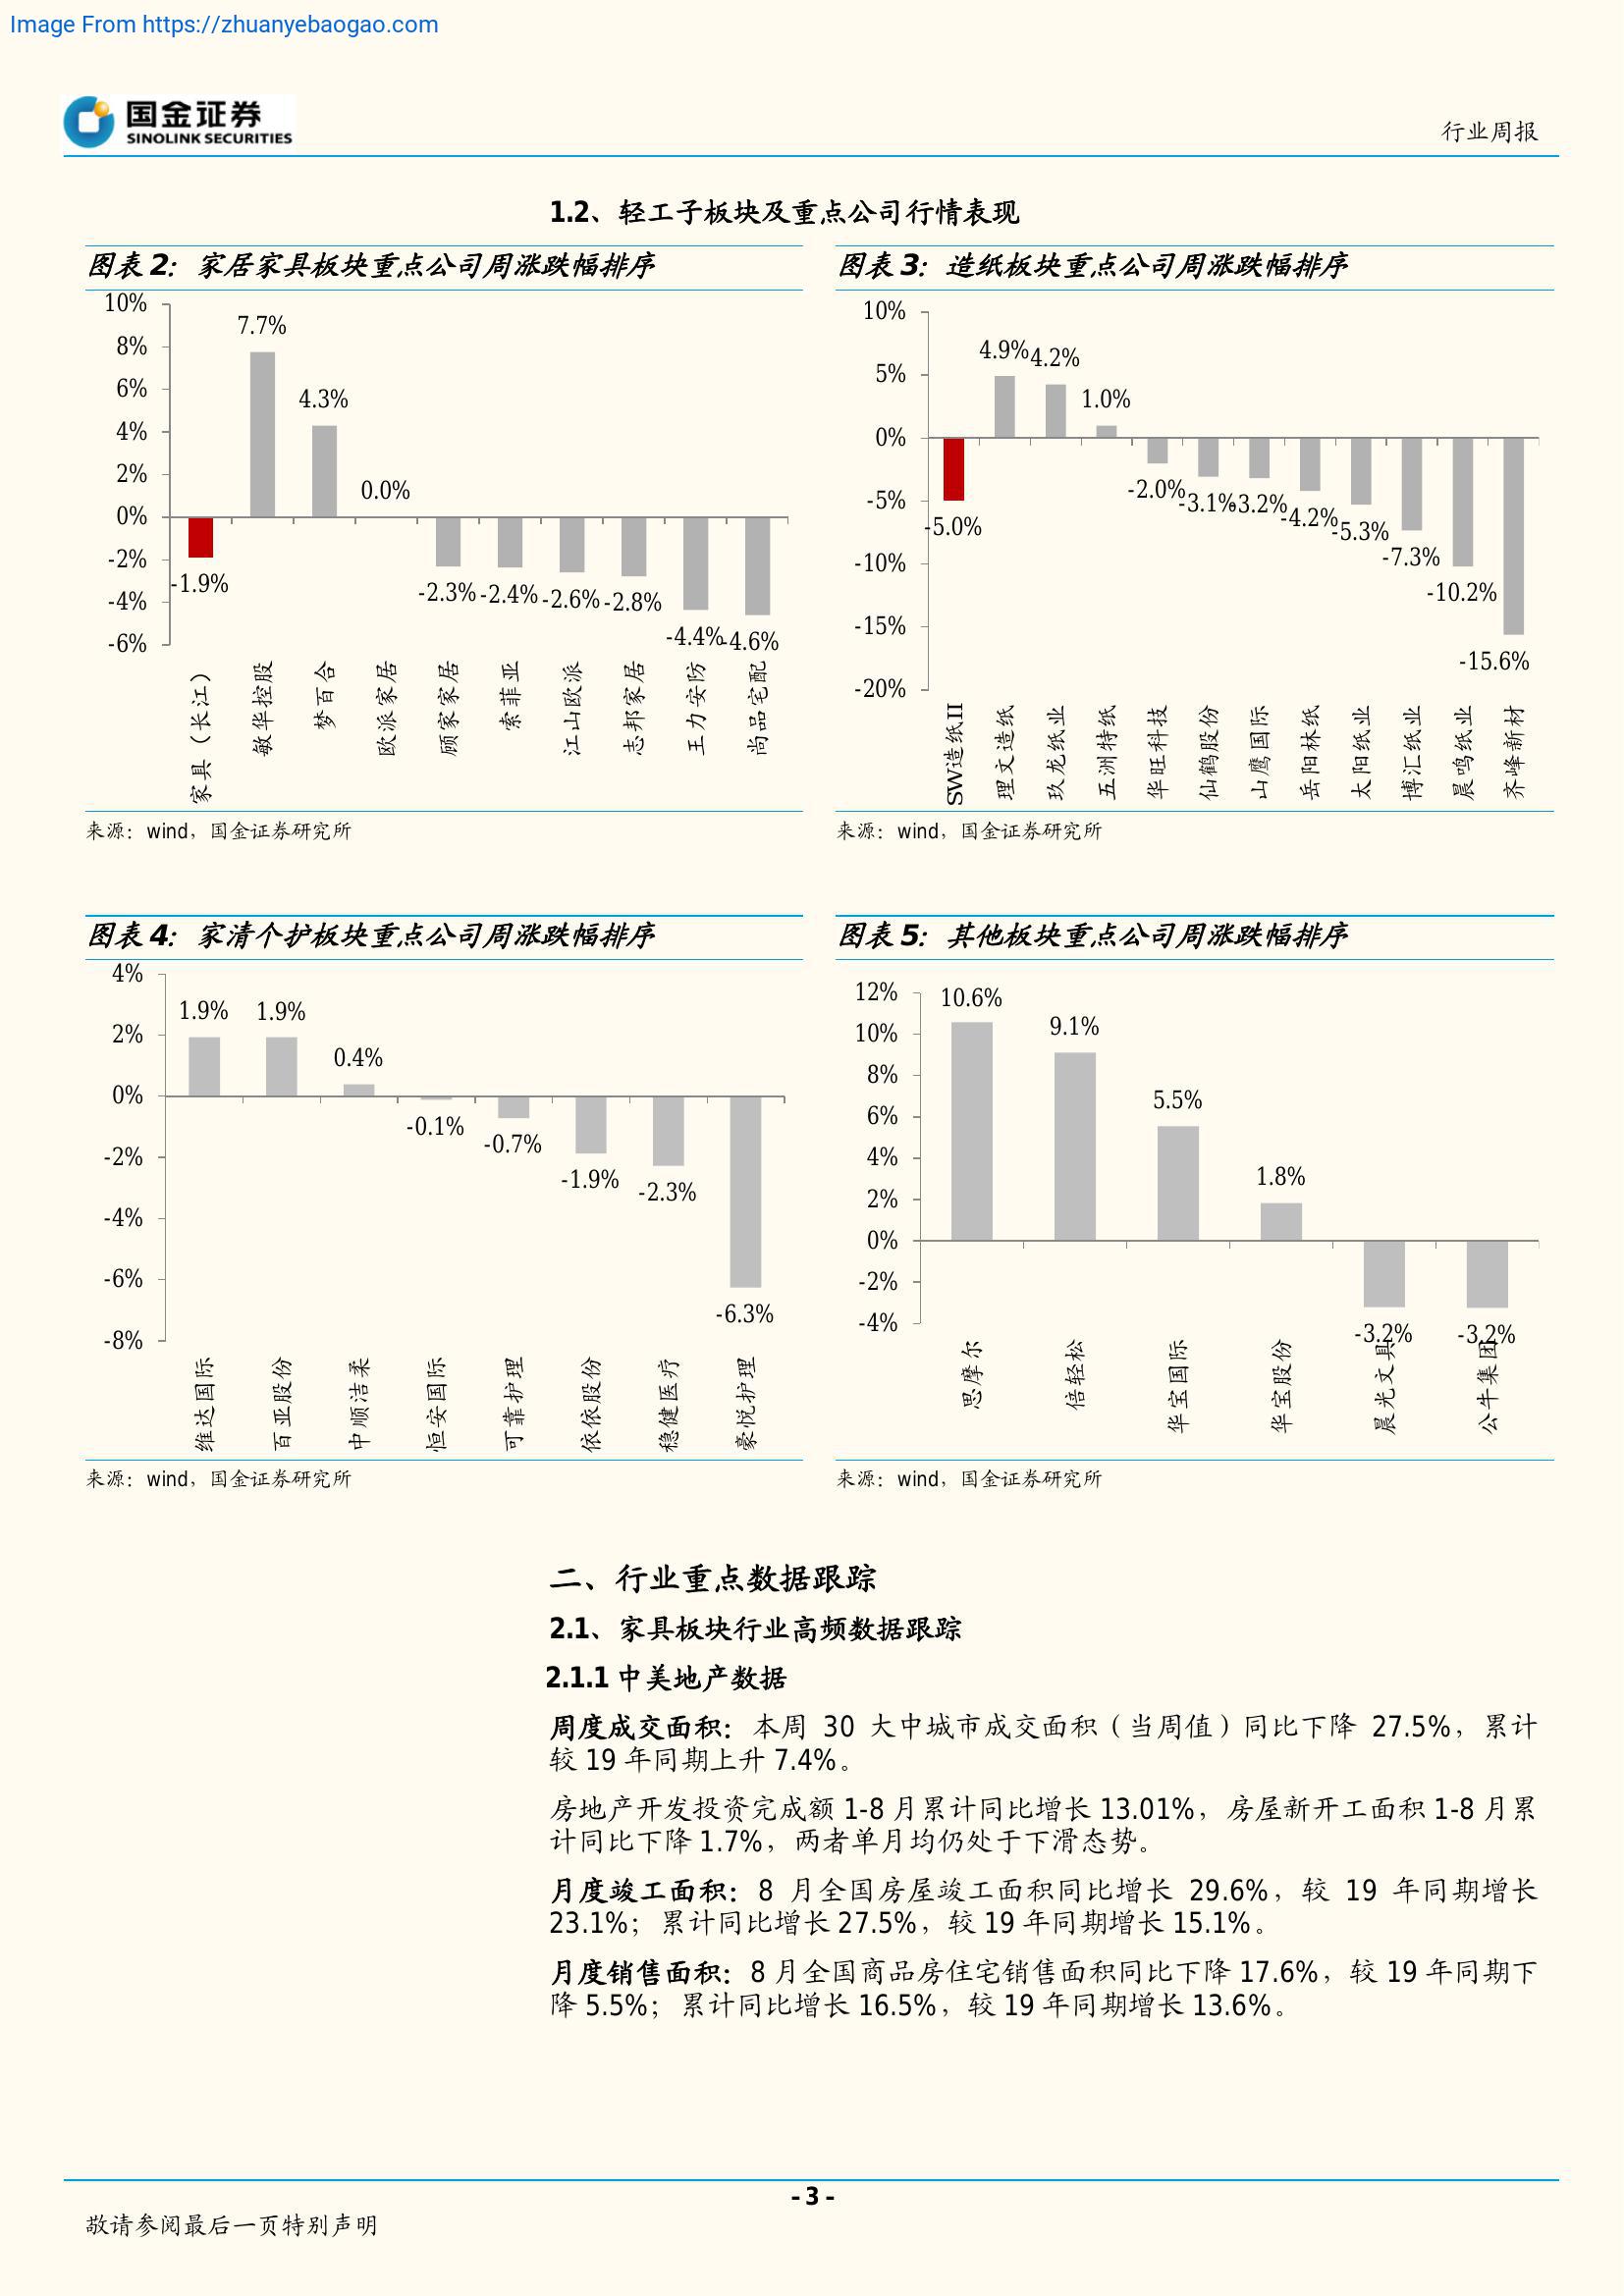 Image From https://zhuanyebaogao.com
国金证券
SINOLINK SECURITIES
行业周报
1.2、轻工子板块及重点公司行情表现
图表2：家居家具板块重点公司周涨跌幅排序
10%
8%
6%
4%
2%
0%
-2%
-4%
-6%
-1.9%
7.7%
4.3%
0.0%
-2.3%
-2.4%
-2.6%
-2.8%
-4.4%
-4.6%
家具（长江）
敏华控股
梦百合
欧派家居
顾家家居
索菲亚
江山欧派
志邦家居
王力安防
尚品宅配
来源：wind，国金证券研究所
图表3：造纸板块重点公司周涨跌幅排序
10%
5%
0%
-5%
-10%
-15%
-20%
-5.0%
4.9%
4.2%
1.0%
-2.0%
-3.1%
-3.2%
-4.2%
-5.3%
-7.3%
-10.2%
-15.6%
SW造纸II
理文造纸
玖龙纸业
五洲特纸
华旺科技
仙鹤股份
山鹰国际
岳阳林纸
太阳纸业
博汇纸业
晨鸣纸业
齐峰新材
来源：wind，国金证券研究所
图表4：家清个护板块重点公司周涨跌幅排序
4%
2%
0%
-2%
-4%
-6%
-8%
1.9%
1.9%
0.4%
-0.1%
-0.7%
-1.9%
-2.3%
-6.3%
维达国际
百亚股份
中顺洁柔
恒安国际
可靠护理
依依股份
稳健医疗
豪悦护理
来源：wind，国金证券研究所
图表5：其他板块重点公司周涨跌幅排序
12%
10%
8%
6%
4%
2%
0%
-2%
-4%
10.6%
9.1%
5.5%
1.8%
-3.2%
-3.2%
思摩尔
倍轻松
华宝国际
华宝股份
晨光文具
公牛集团
来源：wind，国金证券研究所
二、行业重点数据跟踪
2.1、家具板块行业高频数据跟踪
2.1.1 中美地产数据
周度成交面积：本周 30 大中城市成交面积（当周值）同比下降 27.5%，累计
较 19 年同期上升 7.4%。
房地产开发投资完成额 1-8 月累计同比增长 13.01%，房屋新开工面积 1-8 月累
计同比下降 1.7%，两者单月均仍处于下滑态势。
月度竣工面积：8 月全国房屋竣工面积同比增长 29.6%，较 19 年同期增长
23.1%；累计同比增长 27.5%，较 19 年同期增长 15.1%。
月度销售面积：8 月全国商品房住宅销售面积同比下降 17.6%，较 19 年同期下
降 5.5%；累计同比增长 16.5%，较 19 年同期增长 13.6%。
- 3 -
敬请参阅最后一页特别声明